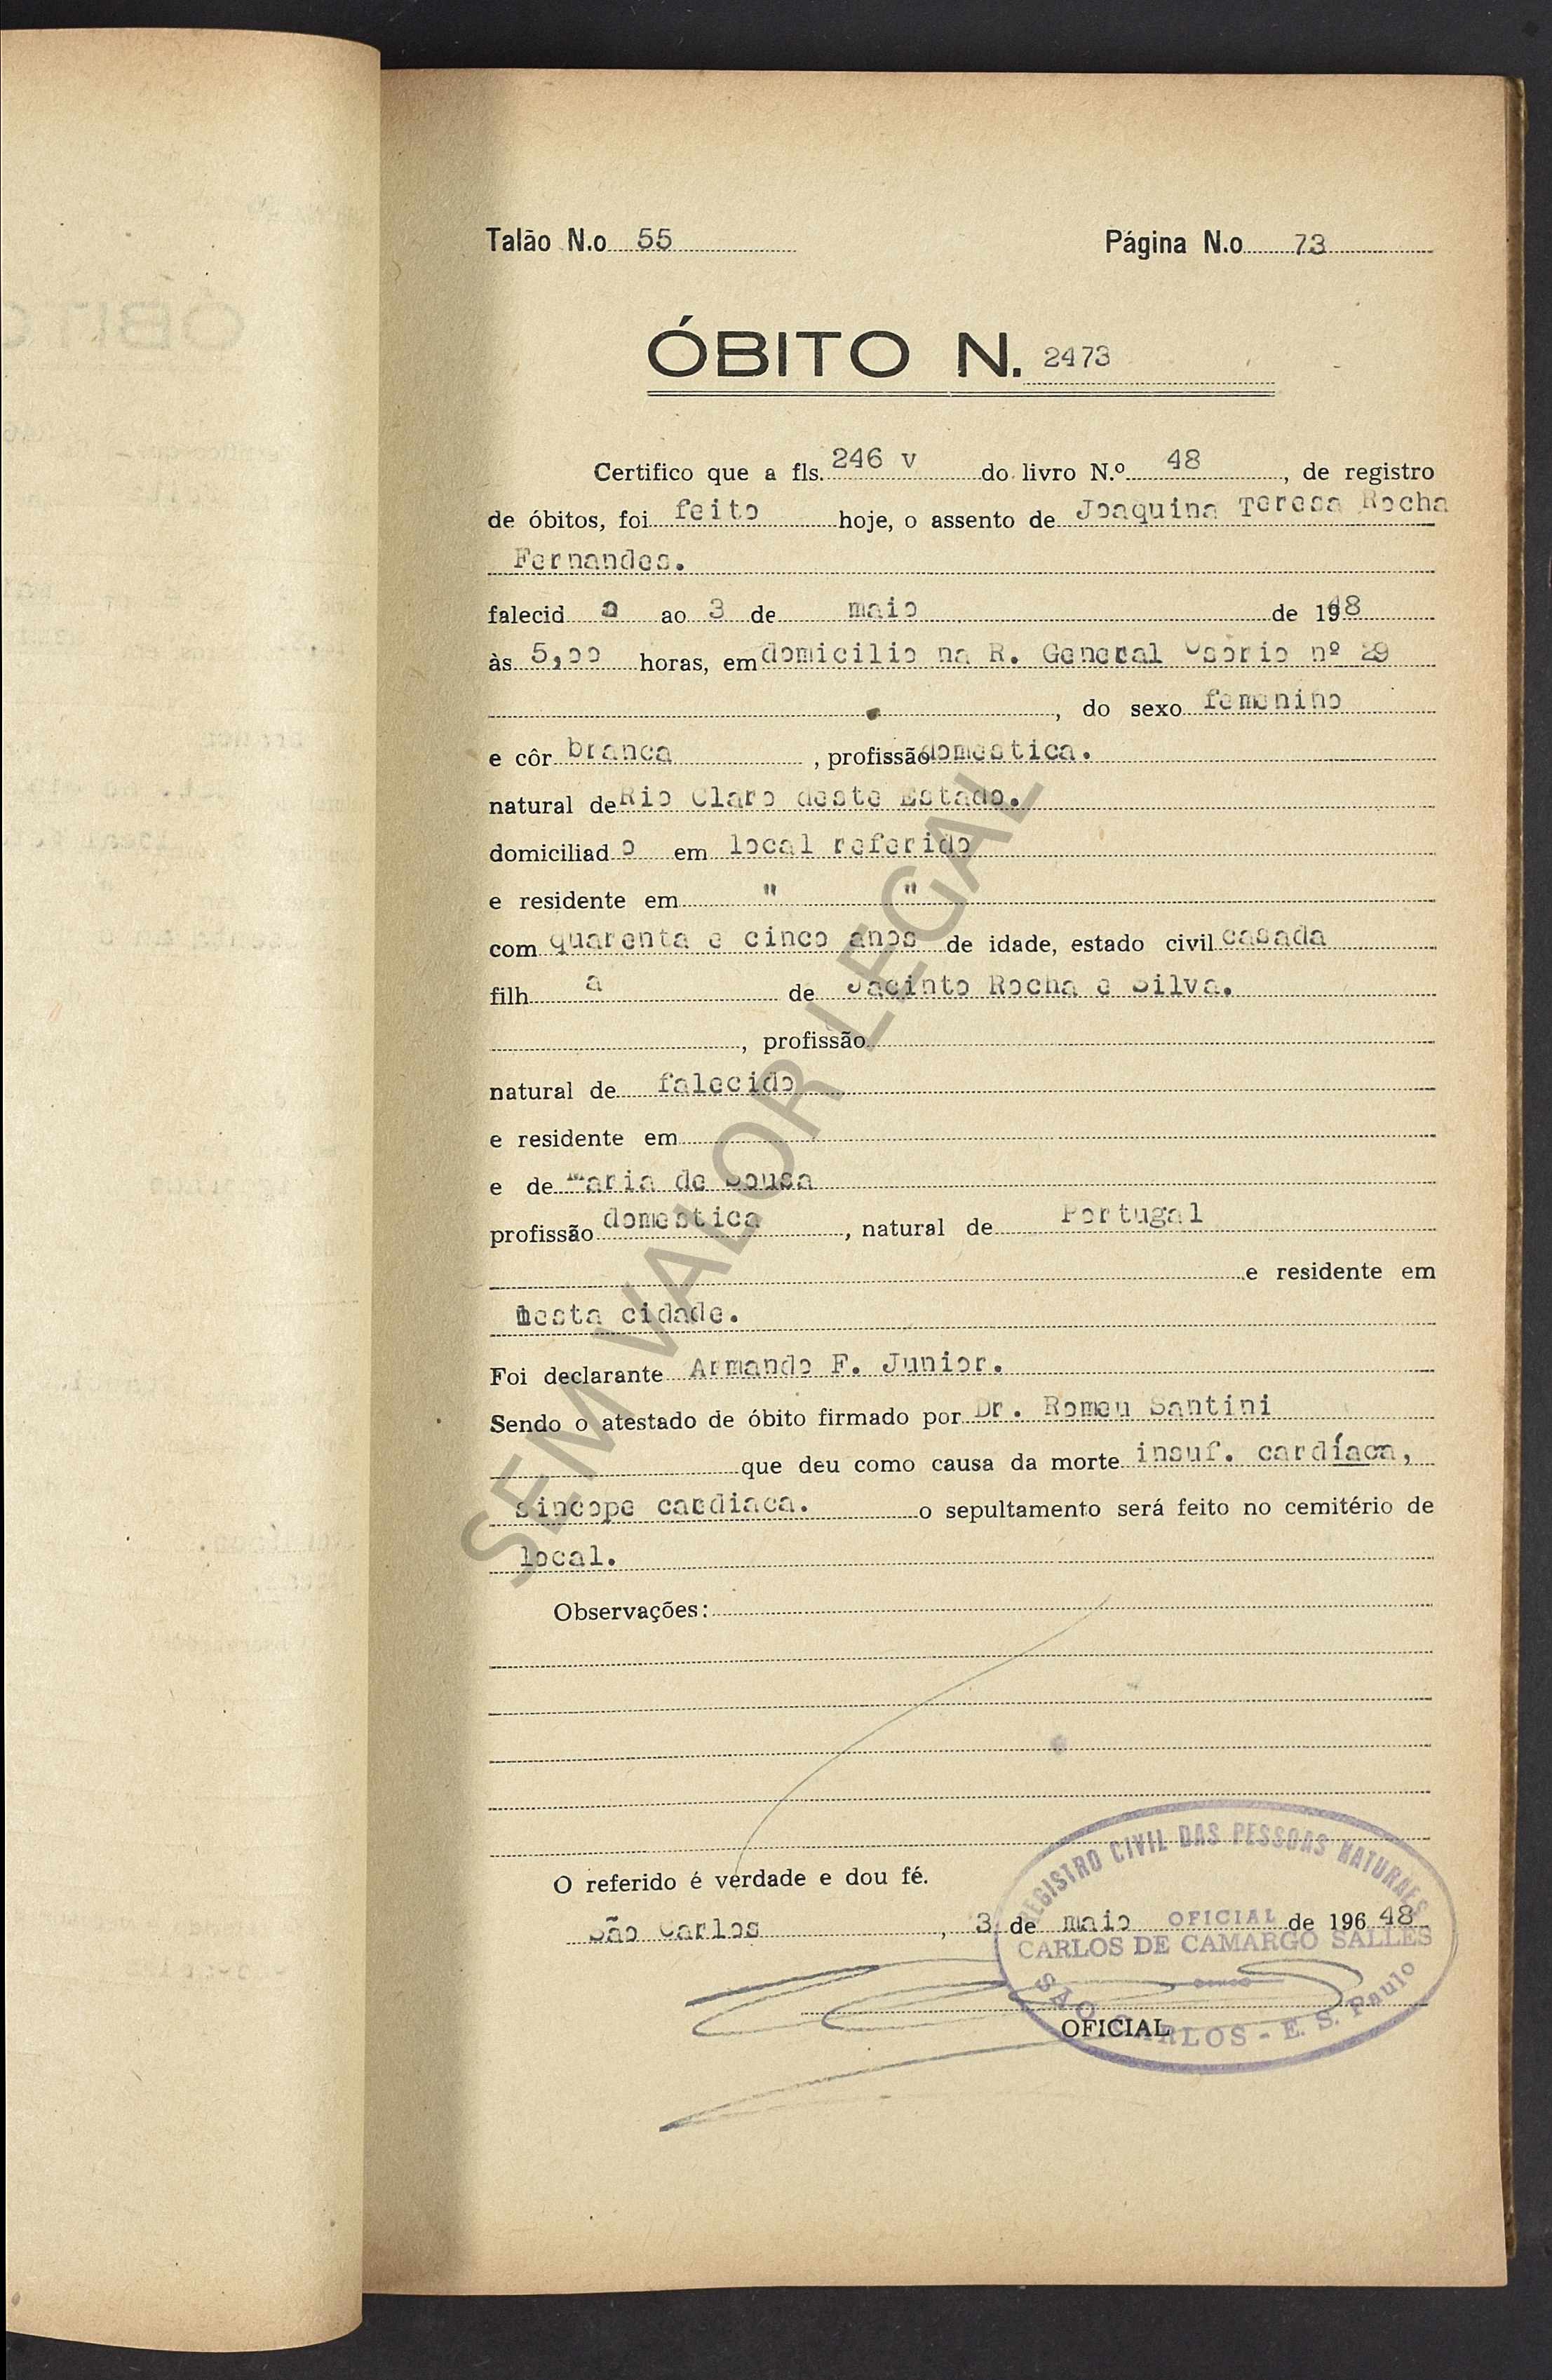 Talão N.o 55 Página N.o 73
ÓBITO N. 2473
Certifico que a fls. 246 v do livro N.º 48, de registro
de óbitos, foi feito hoje, o assento de Joaquina Teresa Rocha
Fernandes.
falecid a ao 3 de maio de 1948
às 5,00 horas, em domicilio na R. General Osório nº 29
, do sexo femenino
e côr branca, profissão domestica.
natural de Rio Claro deste Estado.
domiciliad o em local referido
e residente em " "
com quarenta e cinco anos de idade, estado civil casada
filh a de Jacinto Rocha e Silva.
, profissão
natural de falecido
e residente em
e de Maria de Sousa
profissão domestica, natural de Portugal
e residente em
nesta cidade.
Foi declarante Armando F. Junior.
Sendo o atestado de óbito firmado por Dr. Romeu Santini
que deu como causa da morte insuf. cardíaca,
sincope cardiaca. o sepultamento será feito no cemitério de
local.
Observações:
O referido é verdade e dou fé.
São Carlos, 3 de maio de 196 48
OFICIAL
REGISTRO CIVIL DAS PESSOAS NATURAES
OFICIAL
CARLOS DE CAMARGO SALLES
SÃO CARLOS - E. S. Paulo
SEM VALOR LEGAL